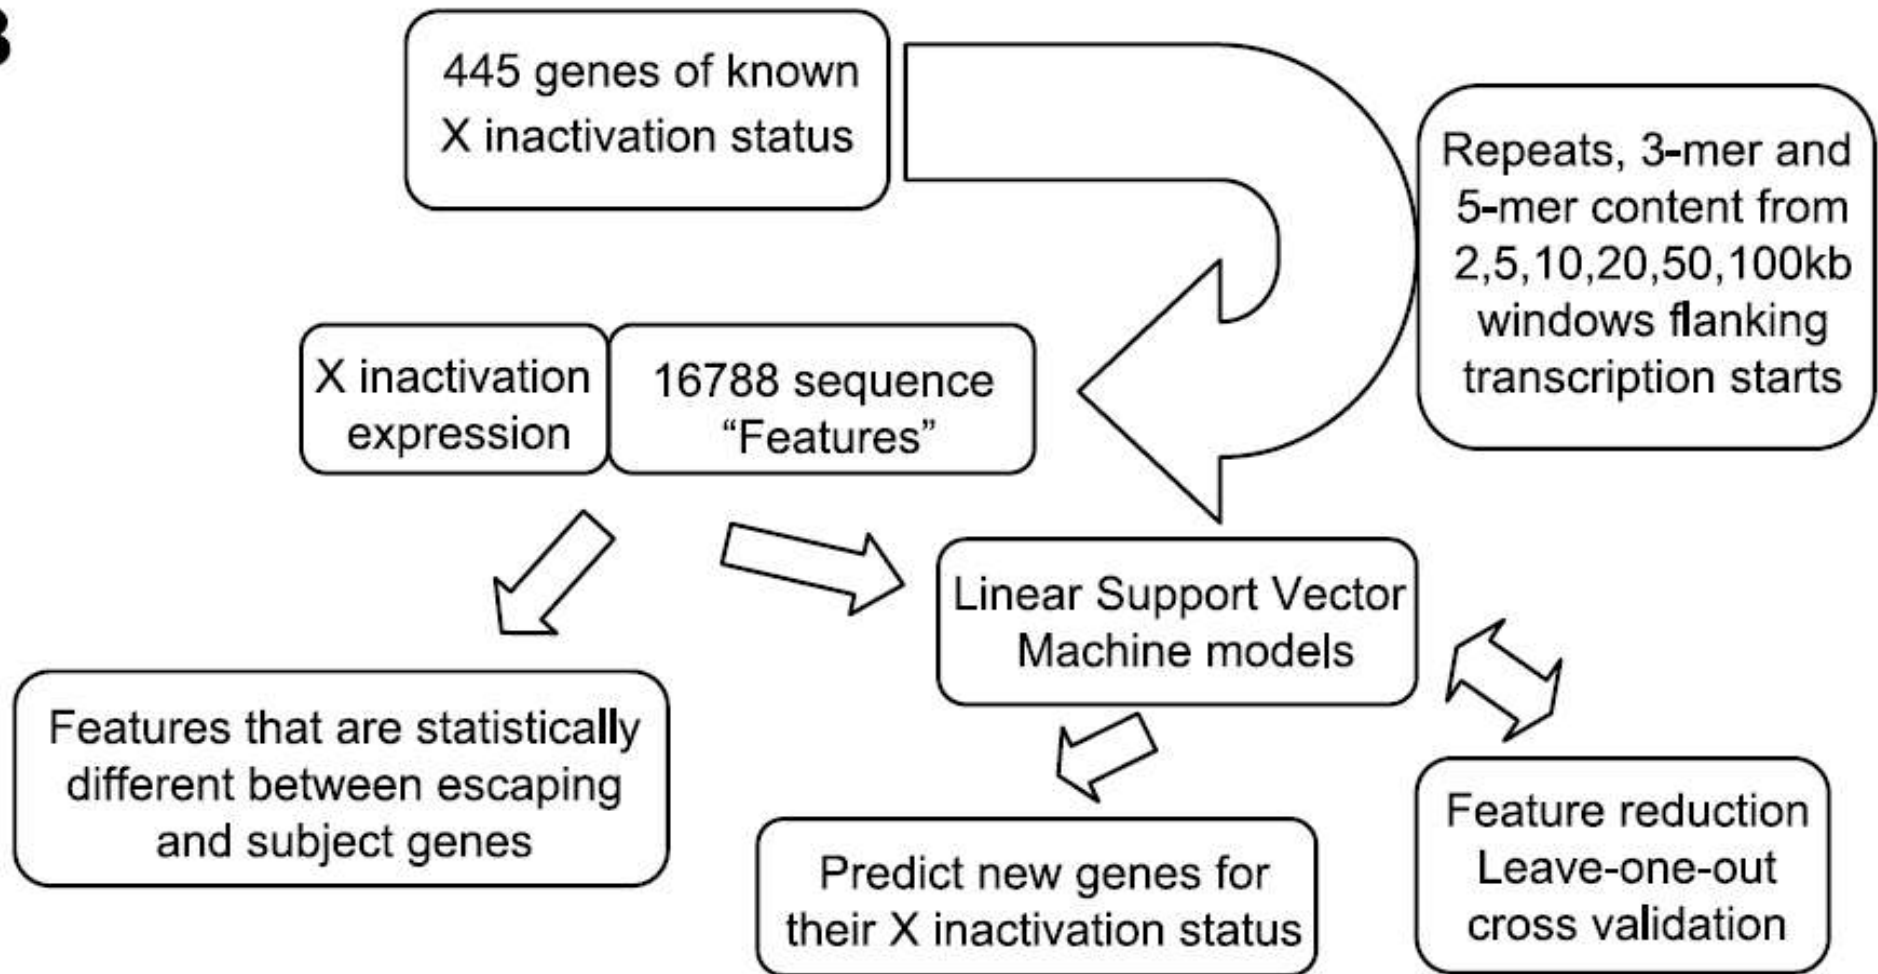 B
445 genes of known
X inactivation status
Repeats, 3-mer and
5-mer content from
2,5,10,20,50,100kb
windows flanking
transcription starts
X inactivation
expression
16788 sequence
“Features”
Linear Support Vector
Machine models
Features that are statistically
different between escaping
and subject genes
Predict new genes for
their X inactivation status
Feature reduction
Leave-one-out
cross validation